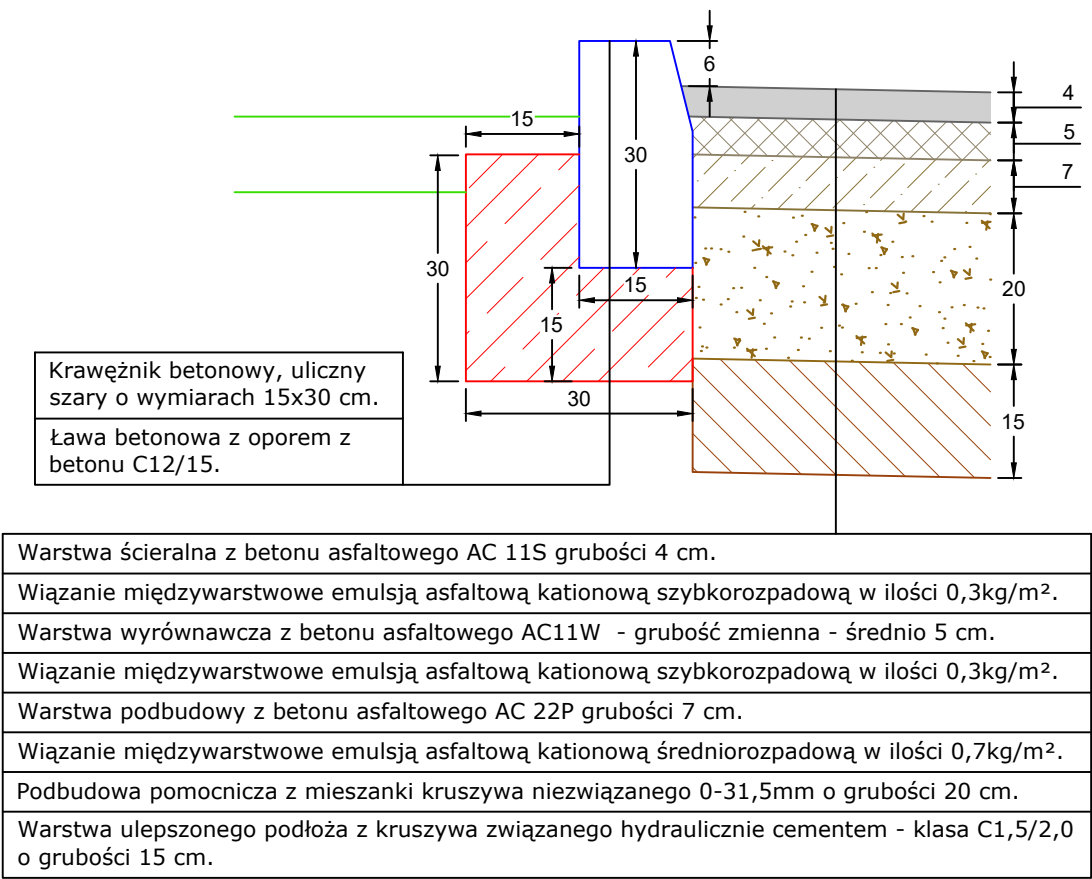 6
4
15
5
30
7
30
15
20
15
30
15
Krawężnik betonowy, uliczny
szary o wymiarach 15x30 cm.
Ława betonowa z oporem z
betonu C12/15.
Warstwa ścieralna z betonu asfaltowego AC 11S grubości 4 cm.
Wiązanie międzywarstwowe emulsją asfaltową kationową szybkorozpadową w ilości 0,3kg/m².
Warstwa wyrównawcza z betonu asfaltowego AC11W - grubość zmienna - średnio 5 cm.
Wiązanie międzywarstwowe emulsją asfaltową kationową szybkorozpadową w ilości 0,3kg/m².
Warstwa podbudowy z betonu asfaltowego AC 22P grubości 7 cm.
Wiązanie międzywarstwowe emulsją asfaltową kationową średniorozpadową w ilości 0,7kg/m².
Podbudowa pomocnicza z mieszanki kruszywa niezwiązanego 0-31,5mm o grubości 20 cm.
Warstwa ulepszonego podłoża z kruszywa związanego hydraulicznie cementem - klasa C1,5/2,0
o grubości 15 cm.